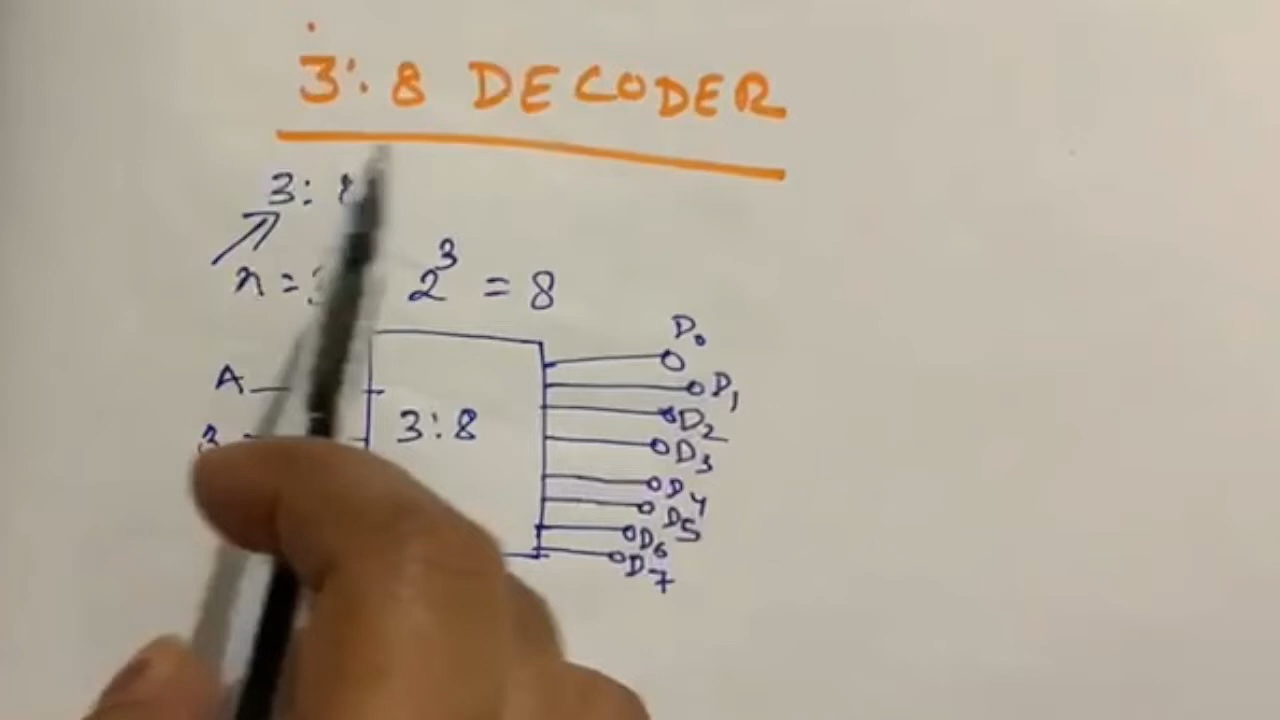 3:8 DECODER
3:
n =
2³ = 8
A
3:8
D₀
D₁
D₂
D₃
D₄
D₅
D₆
D₇